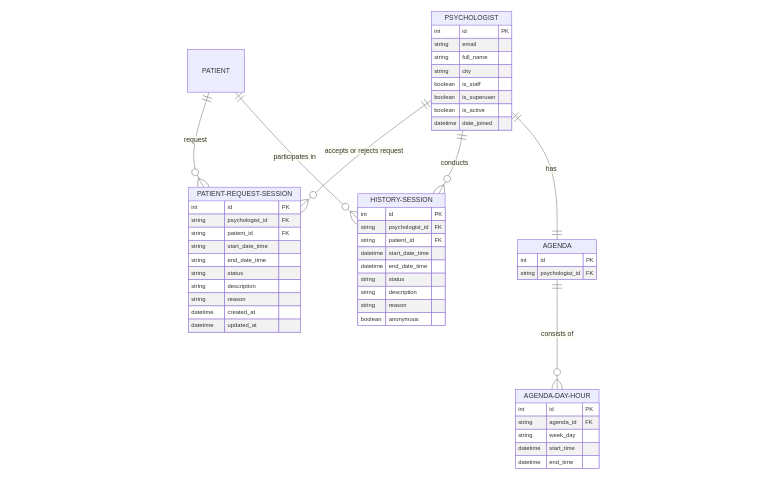 PSYCHOLOGIST
int id PK
string email
string full_name
string city
boolean is_staff
boolean is_superuser
boolean is_active
datetime date_joined
PATIENT
request
participates in
accepts or rejects request
conducts
has
PATIENT-REQUEST-SESSION
int id PK
string psychologist_id FK
string patient_id FK
string start_date_time
string end_date_time
string status
string description
string reason
datetime created_at
datetime updated_at
HISTORY-SESSION
int id PK
string psychologist_id FK
string patient_id FK
datetime start_date_time
datetime end_date_time
string status
string description
string reason
boolean anonymous
AGENDA
int id PK
string psychologist_id FK
consists of
AGENDA-DAY-HOUR
int id PK
string agenda_id FK
string week_day
datetime start_time
datetime end_time